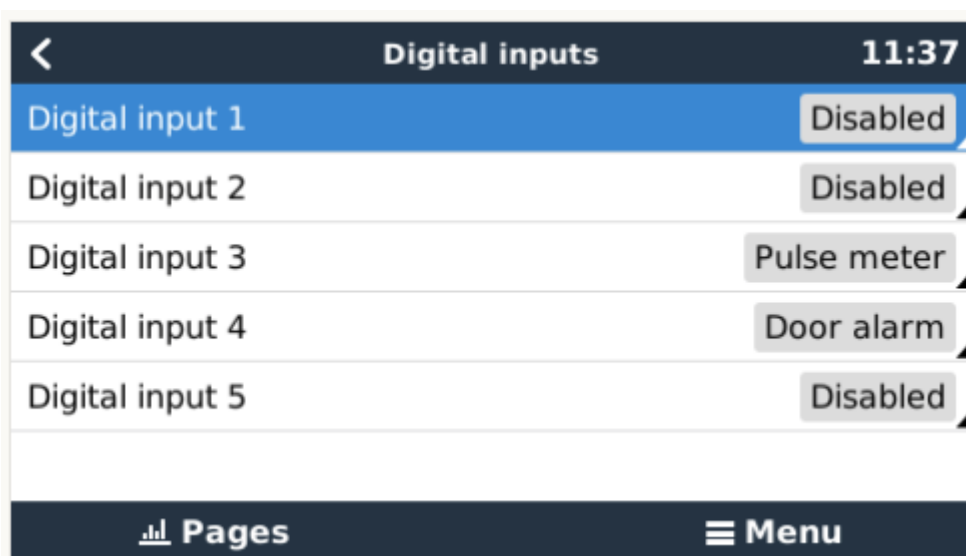 Digital inputs 11:37
Digital input 1 Disabled
Digital input 2 Disabled
Digital input 3 Pulse meter
Digital input 4 Door alarm
Digital input 5 Disabled
Pages Menu